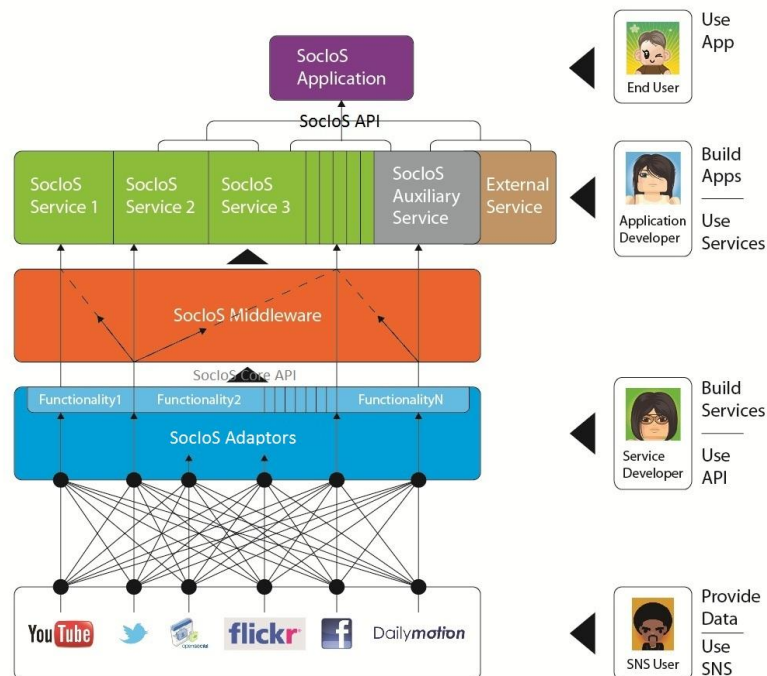 SocIoS
Application
SocIoS API
SocIoS
Service 1
SocIoS
Service 2
SocIoS
Service 3
SocIoS
Auxiliary
Service
External
Service
SocIoS Middleware
SocIoS Core API
Functionality1
Functionality2
FunctionalityN
SocIoS Adaptors
YouTube
opensocial
flickr
f
Dailymotion
End User
Use
App
Application
Developer
Build
Apps
Use
Services
Service
Developer
Build
Services
Use
API
SNS User
Provide
Data
Use
SNS